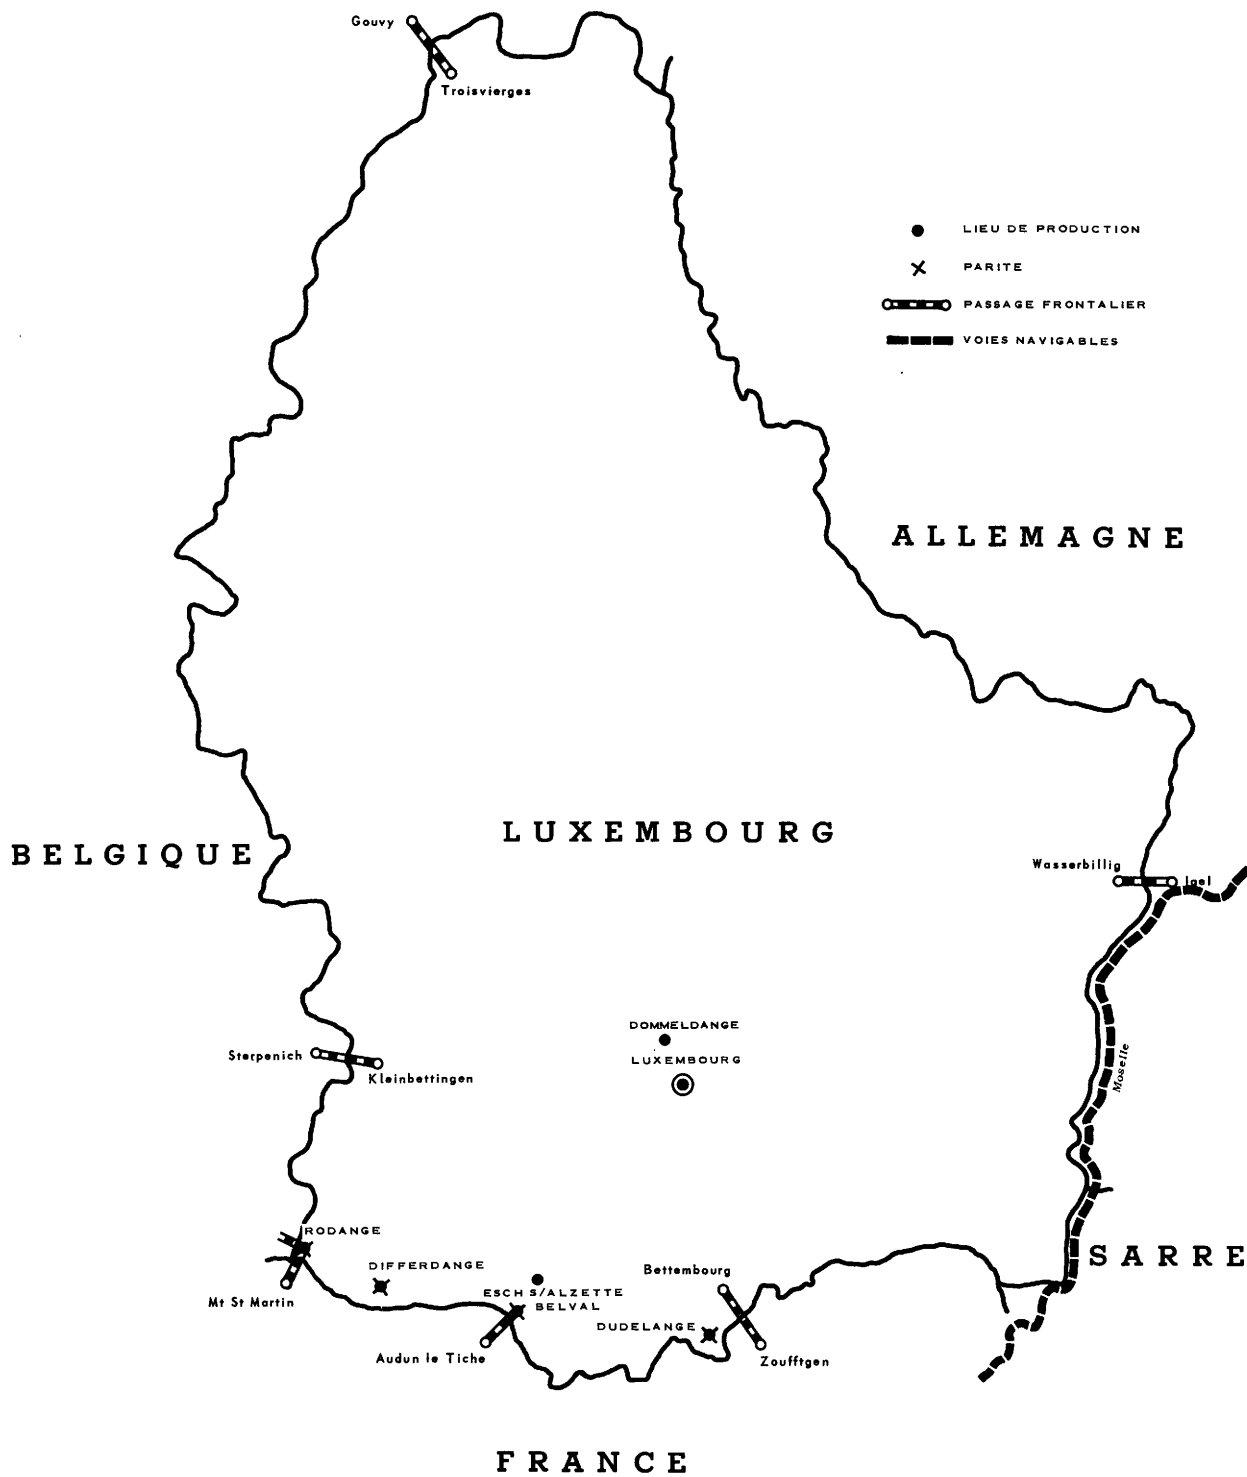 Gouvy
Troisvierges
LIEU DE PRODUCTION
PARITE
PASSAGE FRONTALIER
VOIES NAVIGABLES
ALLEMAGNE
LUXEMBOURG
BELGIQUE
Wasserbillig
Igel
DOMMELDANGE
LUXEMBOURG
Sterpenich
Kleinbettingen
Moselle
RODANGE
SARRE
DIFFERDANGE
Bettembourg
ESCH S/ALZETTE
BELVAL
Mt St Martin
DUDELANGE
Audun le Tiche
Zoufftgen
FRANCE